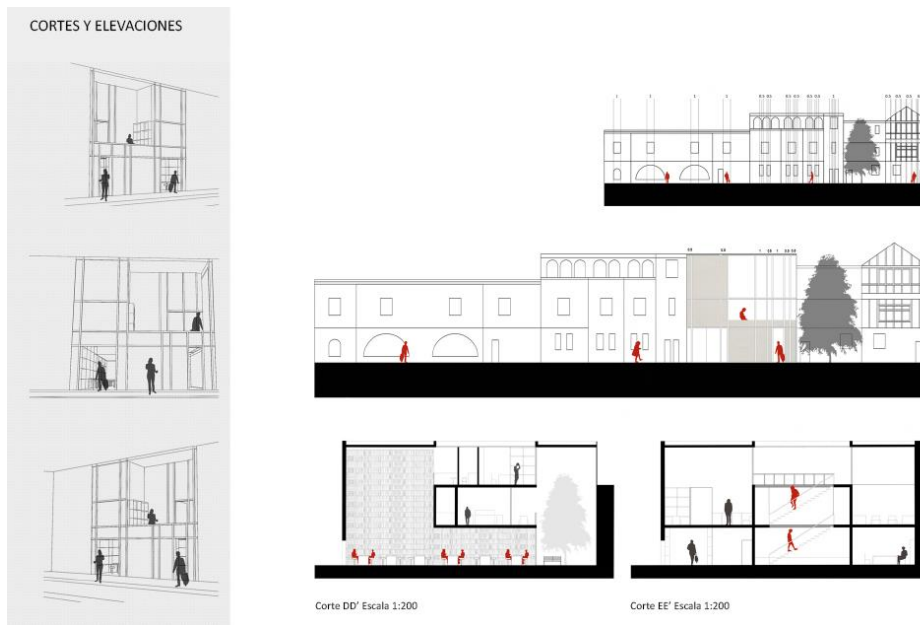 CORTES Y ELEVACIONES
Corte DD' Escala 1:200
Corte EE' Escala 1:200